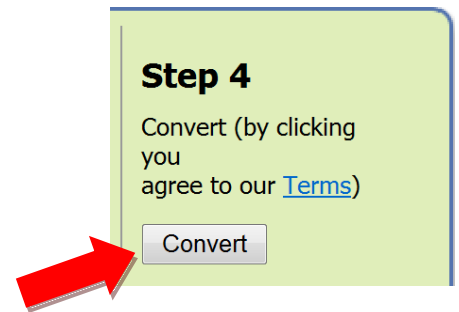 Step 4
Convert (by clicking
you
agree to our Terms)
Convert